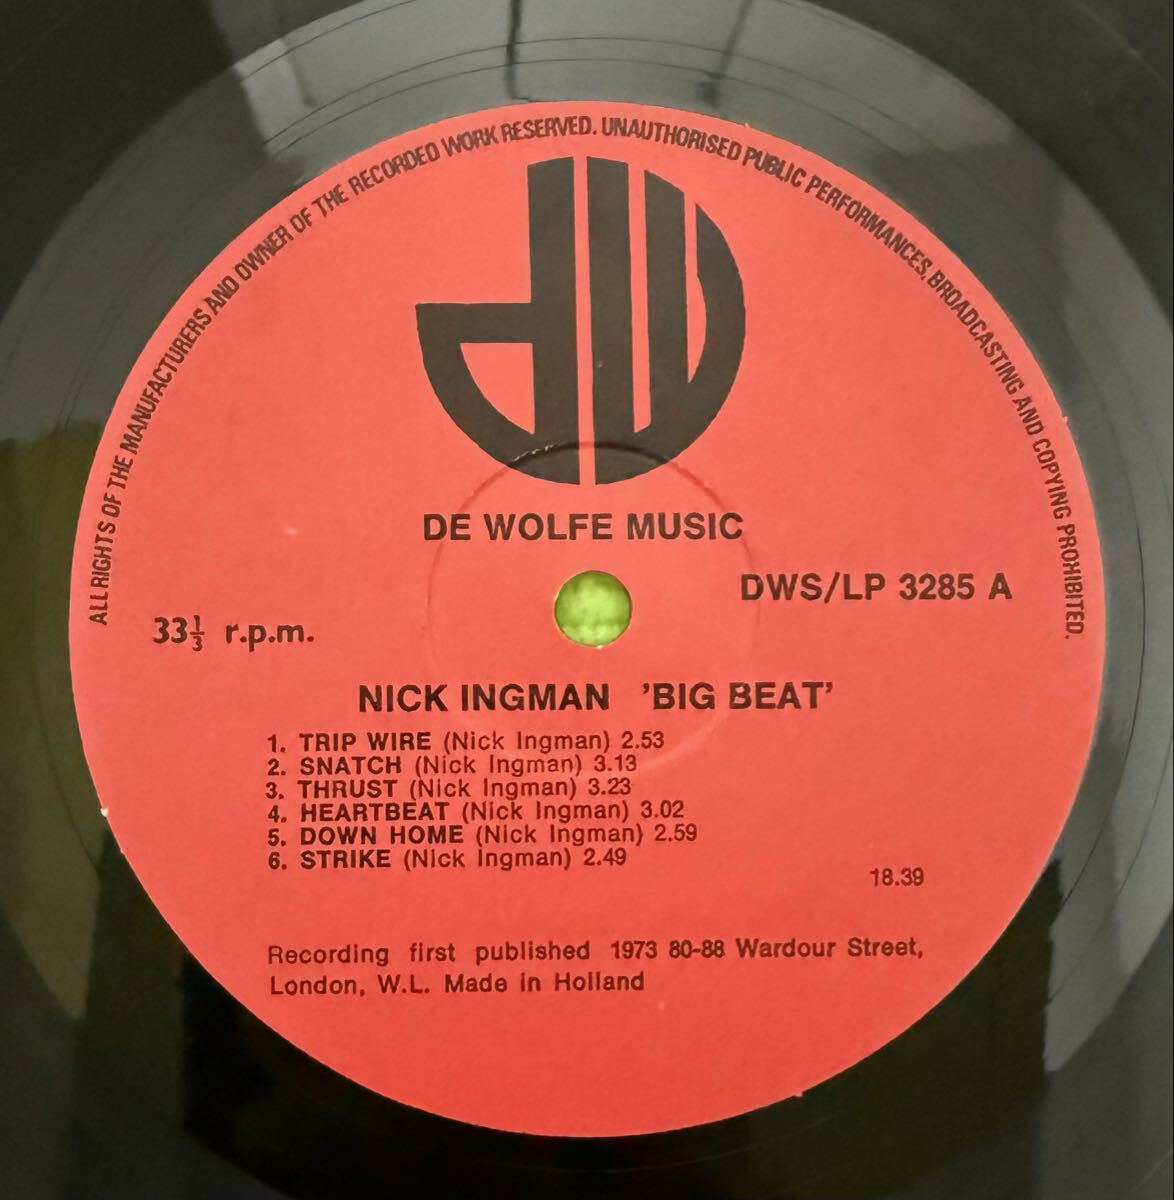 ALL RIGHTS OF THE MANUFACTURERS AND OWNER OF THE RECORDED WORK RESERVED. UNAUTHORISED PUBLIC PERFORMANCES, BROADCASTING AND COPYING PROHIBITED.
dw
DE WOLFE MUSIC
DWS/LP 3285 A
33⅓ r.p.m.
NICK INGMAN 'BIG BEAT'
1. TRIP WIRE (Nick Ingman) 2.53
2. SNATCH (Nick Ingman) 3.13
3. THRUST (Nick Ingman) 3.23
4. HEARTBEAT (Nick Ingman) 3.02
5. DOWN HOME (Nick Ingman) 2.59
6. STRIKE (Nick Ingman) 2.49
18.39
Recording first published 1973 80-88 Wardour Street,
London, W.L. Made in Holland